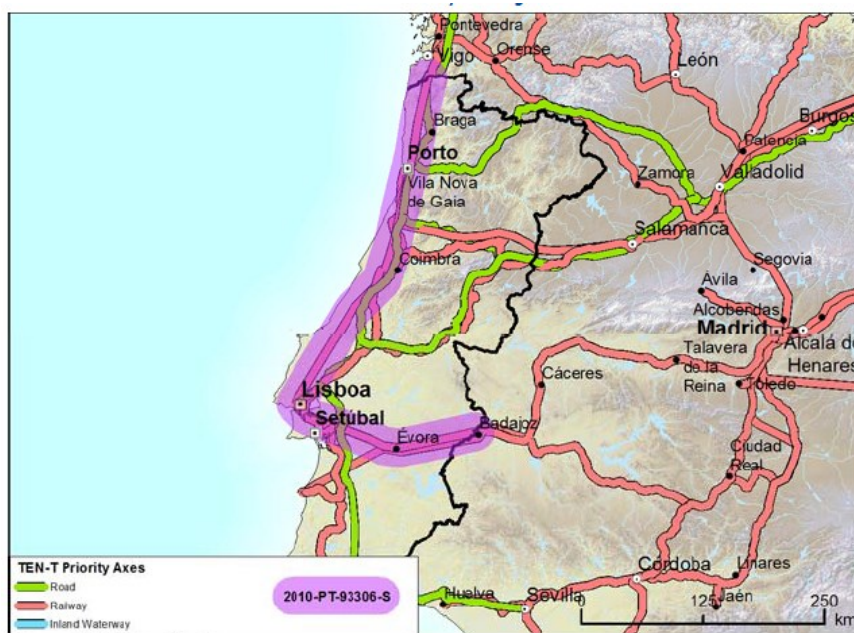 Pontevedra
Vigo
Orense
León
Burgos
Braga
Palencia
Porto
Vila Nova
de Gaia
Zamora
Valladolid
Salamanca
Coimbra
Segovia
Ávila
Alcobendas
Madrid
Alcalá de
Henares
Talavera
de la
Reina
Toledo
Cáceres
Lisboa
Setúbal
Évora
Badajoz
Ciudad
Real
Córdoba
Linares
Jaén
Huelva
Sevilla
0 125 250
km
TEN-T Priority Axes
Road
Railway
Inland Waterway
2010-PT-93306-S